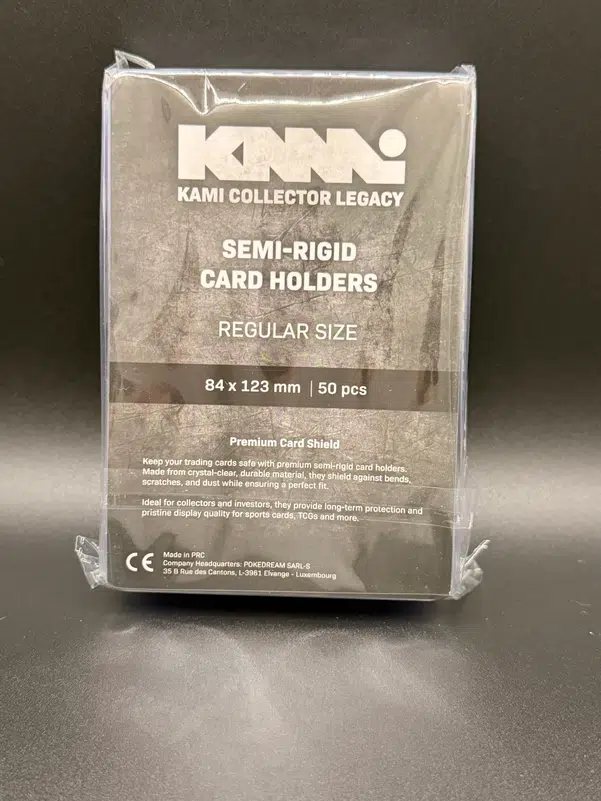 KAMI
KAMI COLLECTOR LEGACY
SEMI-RIGID
CARD HOLDERS
REGULAR SIZE
84 x 123 mm | 50 pcs
Premium Card Shield
Keep your trading cards safe with premium semi-rigid card holders.
Made from crystal-clear, durable material, they shield against bends,
scratches, and dust while ensuring a perfect fit.
Ideal for collectors and investors, they provide long-term protection and
pristine display quality for sports cards, TCGs and more.
CE
Made in PRC
Company Headquarters: POKEDREAM SARL-S
35 B Rue des Cantons, L-3961 Elvange - Luxembourg